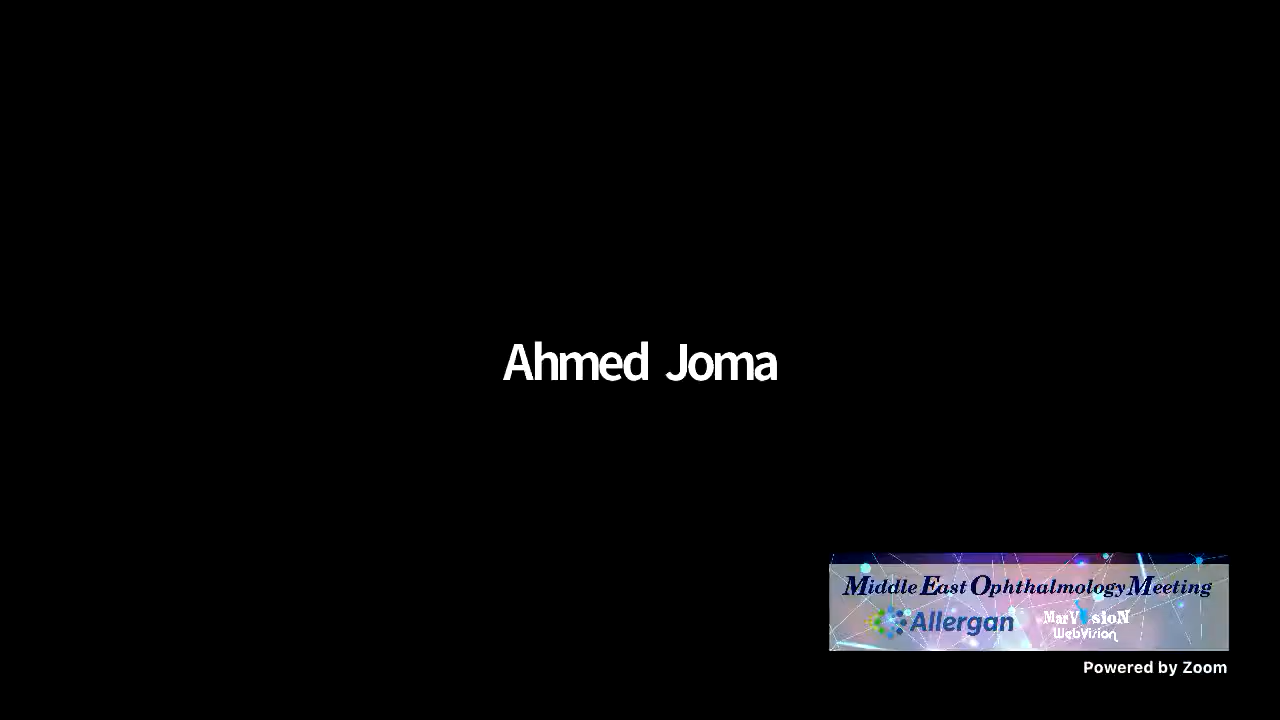 Ahmed Joma
Middle East Ophthalmology Meeting
Allergan
MarVisioN
WebVision
Powered by Zoom